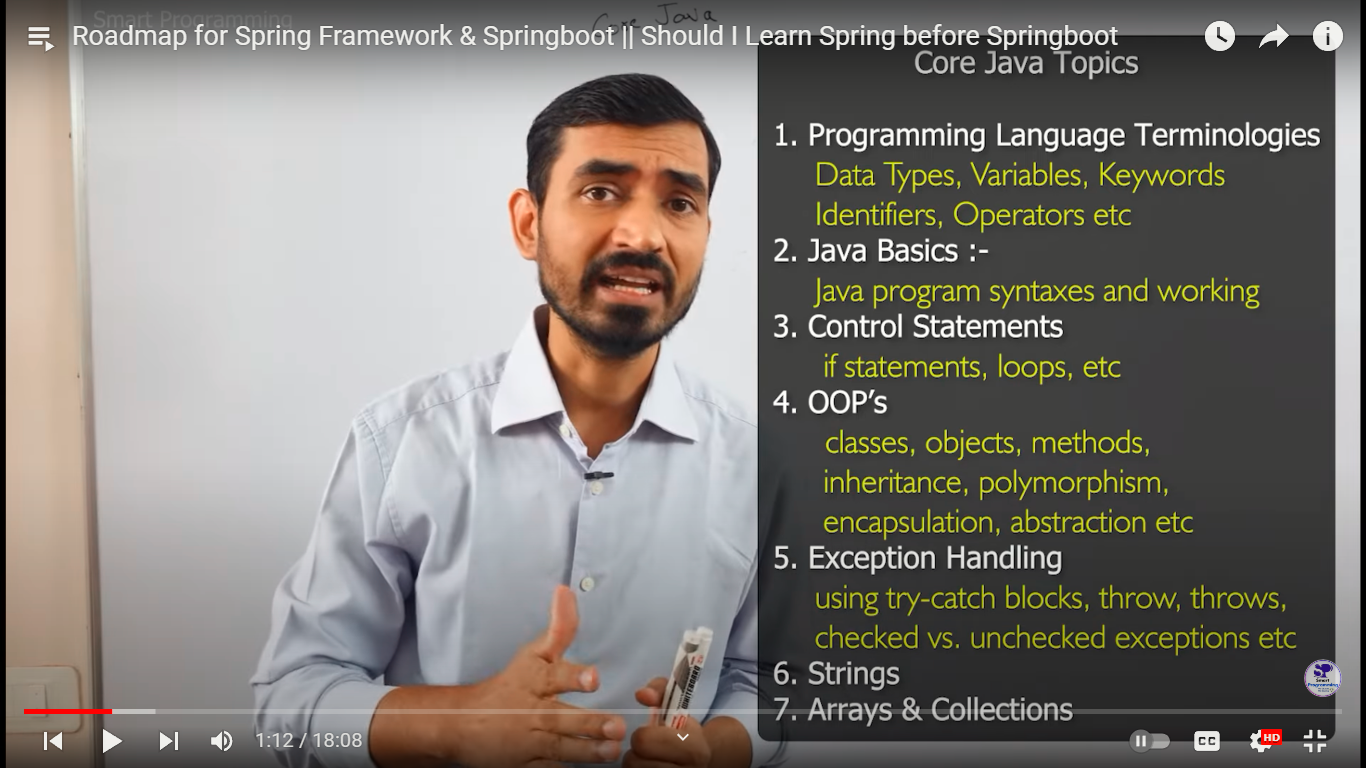 Smart Programming
Core Java
Roadmap for Spring Framework & Springboot || Should I Learn Spring before Springboot
Core Java Topics
1. Programming Language Terminologies
Data Types, Variables, Keywords
Identifiers, Operators etc
2. Java Basics :-
Java program syntaxes and working
3. Control Statements
if statements, loops, etc
4. OOP's
classes, objects, methods,
inheritance, polymorphism,
encapsulation, abstraction etc
5. Exception Handling
using try-catch blocks, throw, throws,
checked vs. unchecked exceptions etc
6. Strings
7. Arrays & Collections
WHITEBOARD
Smart
Programming
1:12 / 18:08
CC
HD